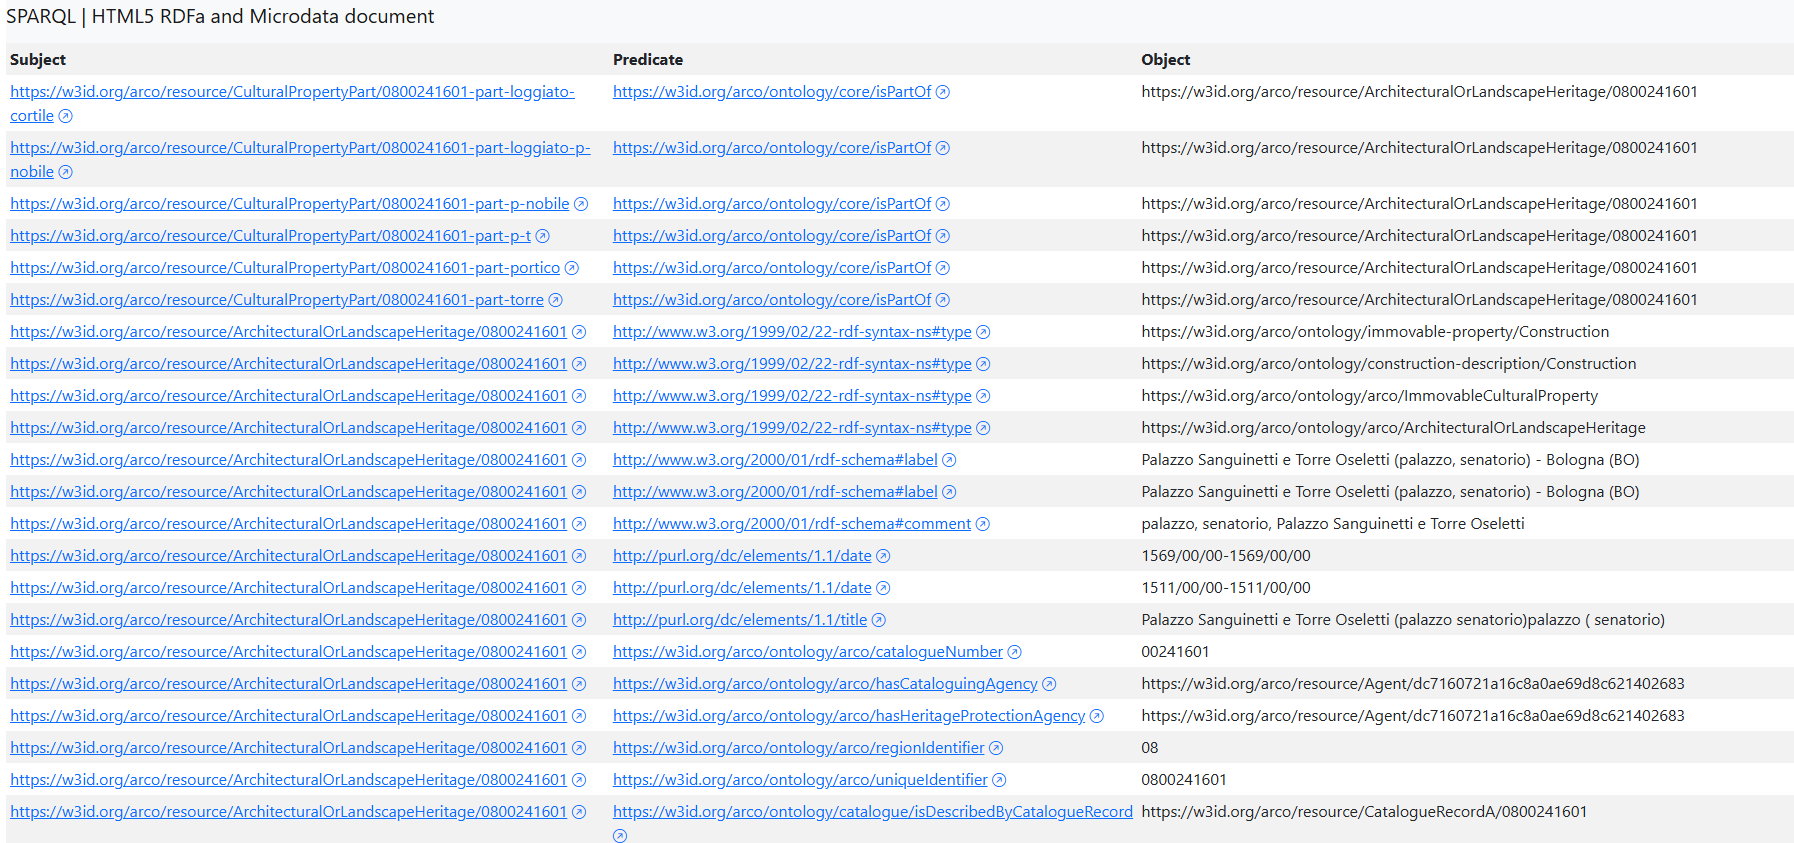 SPARQL | HTML5 RDFa and Microdata document
Subject Predicate Object
https://w3id.org/arco/resource/CulturalPropertyPart/0800241601-part-loggiato- https://w3id.org/arco/ontology/core/isPartOf https://w3id.org/arco/resource/ArchitecturalOrLandscapeHeritage/0800241601
cortile
https://w3id.org/arco/resource/CulturalPropertyPart/0800241601-part-loggiato-p- https://w3id.org/arco/ontology/core/isPartOf https://w3id.org/arco/resource/ArchitecturalOrLandscapeHeritage/0800241601
nobile
https://w3id.org/arco/resource/CulturalPropertyPart/0800241601-part-p-nobile https://w3id.org/arco/ontology/core/isPartOf https://w3id.org/arco/resource/ArchitecturalOrLandscapeHeritage/0800241601
https://w3id.org/arco/resource/CulturalPropertyPart/0800241601-part-p-t https://w3id.org/arco/ontology/core/isPartOf https://w3id.org/arco/resource/ArchitecturalOrLandscapeHeritage/0800241601
https://w3id.org/arco/resource/CulturalPropertyPart/0800241601-part-portico https://w3id.org/arco/ontology/core/isPartOf https://w3id.org/arco/resource/ArchitecturalOrLandscapeHeritage/0800241601
https://w3id.org/arco/resource/CulturalPropertyPart/0800241601-part-torre https://w3id.org/arco/ontology/core/isPartOf https://w3id.org/arco/resource/ArchitecturalOrLandscapeHeritage/0800241601
https://w3id.org/arco/resource/ArchitecturalOrLandscapeHeritage/0800241601 http://www.w3.org/1999/02/22-rdf-syntax-ns#type https://w3id.org/arco/ontology/immovable-property/Construction
https://w3id.org/arco/resource/ArchitecturalOrLandscapeHeritage/0800241601 http://www.w3.org/1999/02/22-rdf-syntax-ns#type https://w3id.org/arco/ontology/construction-description/Construction
https://w3id.org/arco/resource/ArchitecturalOrLandscapeHeritage/0800241601 http://www.w3.org/1999/02/22-rdf-syntax-ns#type https://w3id.org/arco/ontology/arco/ImmovableCulturalProperty
https://w3id.org/arco/resource/ArchitecturalOrLandscapeHeritage/0800241601 http://www.w3.org/1999/02/22-rdf-syntax-ns#type https://w3id.org/arco/ontology/arco/ArchitecturalOrLandscapeHeritage
https://w3id.org/arco/resource/ArchitecturalOrLandscapeHeritage/0800241601 http://www.w3.org/2000/01/rdf-schema#label Palazzo Sanguinetti e Torre Oseletti (palazzo, senatorio) - Bologna (BO)
https://w3id.org/arco/resource/ArchitecturalOrLandscapeHeritage/0800241601 http://www.w3.org/2000/01/rdf-schema#label Palazzo Sanguinetti e Torre Oseletti (palazzo, senatorio) - Bologna (BO)
https://w3id.org/arco/resource/ArchitecturalOrLandscapeHeritage/0800241601 http://www.w3.org/2000/01/rdf-schema#comment palazzo, senatorio, Palazzo Sanguinetti e Torre Oseletti
https://w3id.org/arco/resource/ArchitecturalOrLandscapeHeritage/0800241601 http://purl.org/dc/elements/1.1/date 1569/00/00-1569/00/00
https://w3id.org/arco/resource/ArchitecturalOrLandscapeHeritage/0800241601 http://purl.org/dc/elements/1.1/date 1511/00/00-1511/00/00
https://w3id.org/arco/resource/ArchitecturalOrLandscapeHeritage/0800241601 http://purl.org/dc/elements/1.1/title Palazzo Sanguinetti e Torre Oseletti (palazzo senatorio)palazzo ( senatorio)
https://w3id.org/arco/resource/ArchitecturalOrLandscapeHeritage/0800241601 https://w3id.org/arco/ontology/arco/catalogueNumber 00241601
https://w3id.org/arco/resource/ArchitecturalOrLandscapeHeritage/0800241601 https://w3id.org/arco/ontology/arco/hasCataloguingAgency https://w3id.org/arco/resource/Agent/dc7160721a16c8a0ae69d8c621402683
https://w3id.org/arco/resource/ArchitecturalOrLandscapeHeritage/0800241601 https://w3id.org/arco/ontology/arco/hasHeritageProtectionAgency https://w3id.org/arco/resource/Agent/dc7160721a16c8a0ae69d8c621402683
https://w3id.org/arco/resource/ArchitecturalOrLandscapeHeritage/0800241601 https://w3id.org/arco/ontology/arco/regionIdentifier 08
https://w3id.org/arco/resource/ArchitecturalOrLandscapeHeritage/0800241601 https://w3id.org/arco/ontology/arco/uniqueIdentifier 0800241601
https://w3id.org/arco/resource/ArchitecturalOrLandscapeHeritage/0800241601 https://w3id.org/arco/ontology/catalogue/isDescribedByCatalogueRecord https://w3id.org/arco/resource/CatalogueRecordA/0800241601